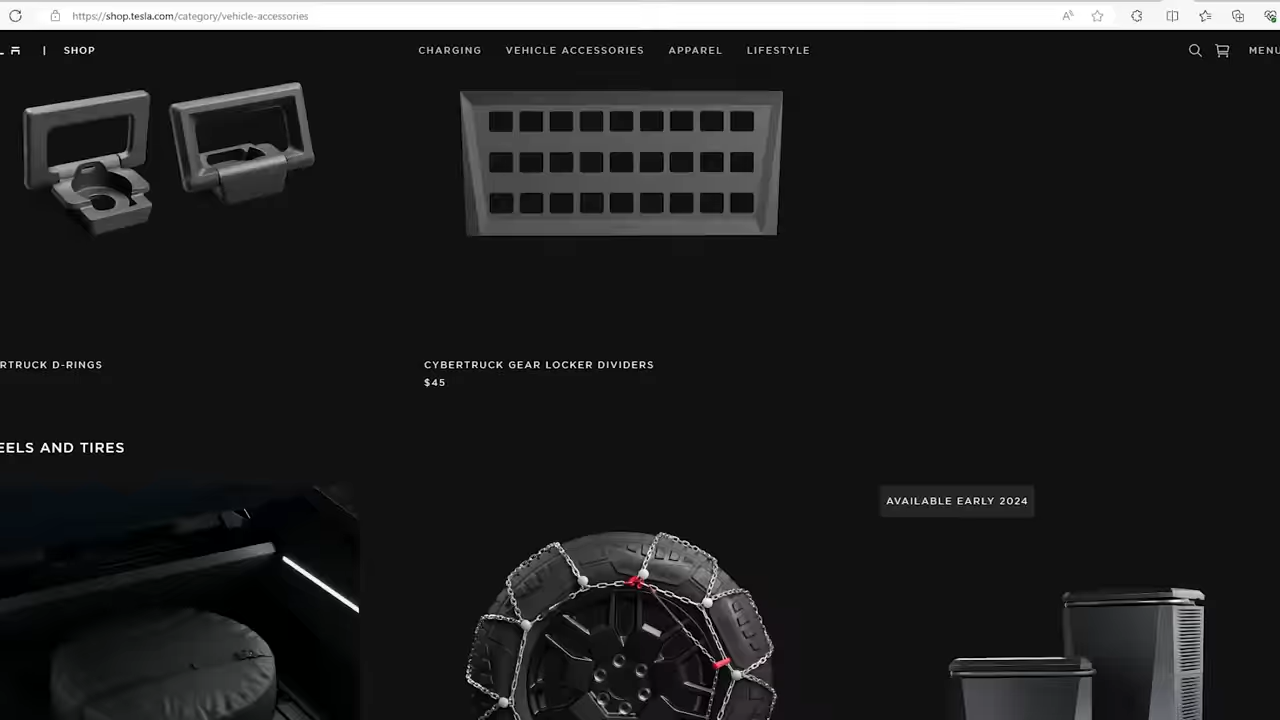 https://shop.tesla.com/category/vehicle-accessories
SHOP
CHARGING
VEHICLE ACCESSORIES
APPAREL
LIFESTYLE
MENU
RTRUCK D-RINGS
CYBERTRUCK GEAR LOCKER DIVIDERS
$45
EELS AND TIRES
AVAILABLE EARLY 2024